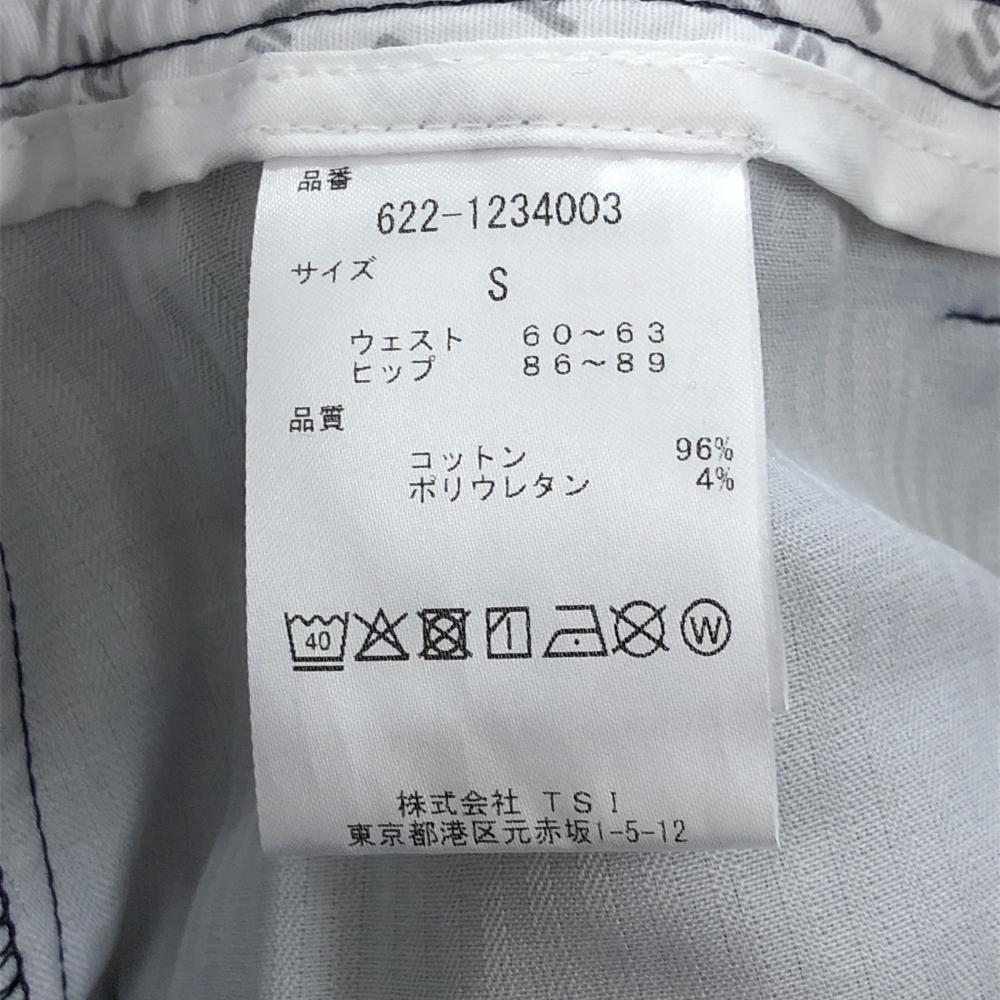 品番
622-1234003
サイズ
S
ウェスト 60～63
ヒップ 86～89
品質
コットン 96%
ポリウレタン 4%
40
W
株式会社 TSI
東京都港区元赤坂1-5-12